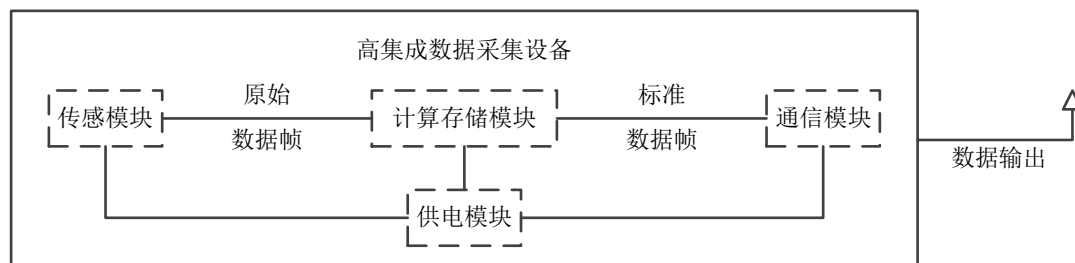 高集成数据采集设备
传感模块
原始
数据帧
计算存储模块
标准
数据帧
通信模块
供电模块
数据输出